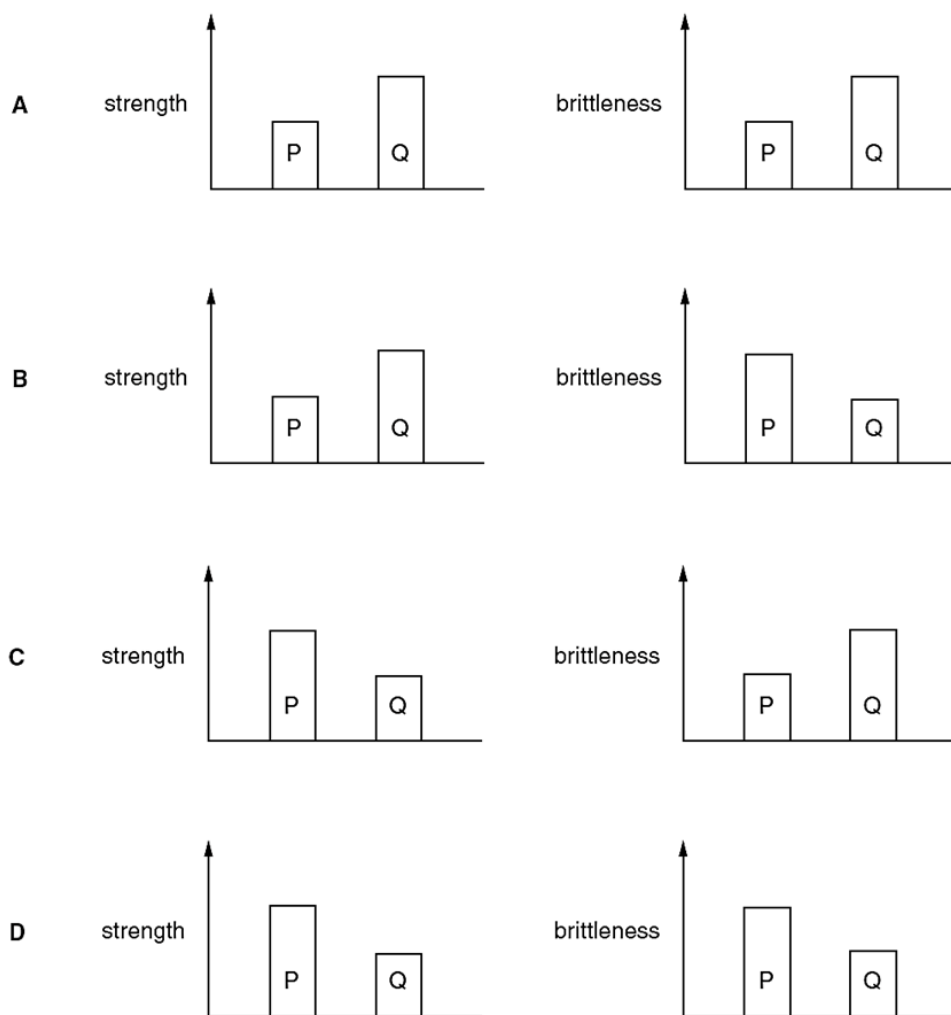 A strength P Q brittleness P Q
B strength P Q brittleness P Q
C strength P Q brittleness P Q
D strength P Q brittleness P Q